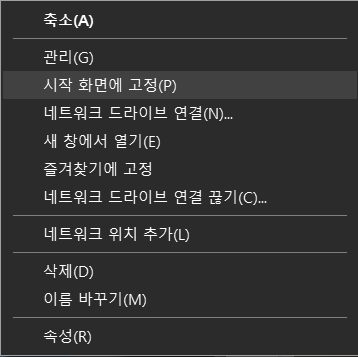 축소(A)
관리(G)
시작 화면에 고정(P)
네트워크 드라이브 연결(N)...
새 창에서 열기(E)
즐겨찾기에 고정
네트워크 드라이브 연결 끊기(C)...
네트워크 위치 추가(L)
삭제(D)
이름 바꾸기(M)
속성(R)